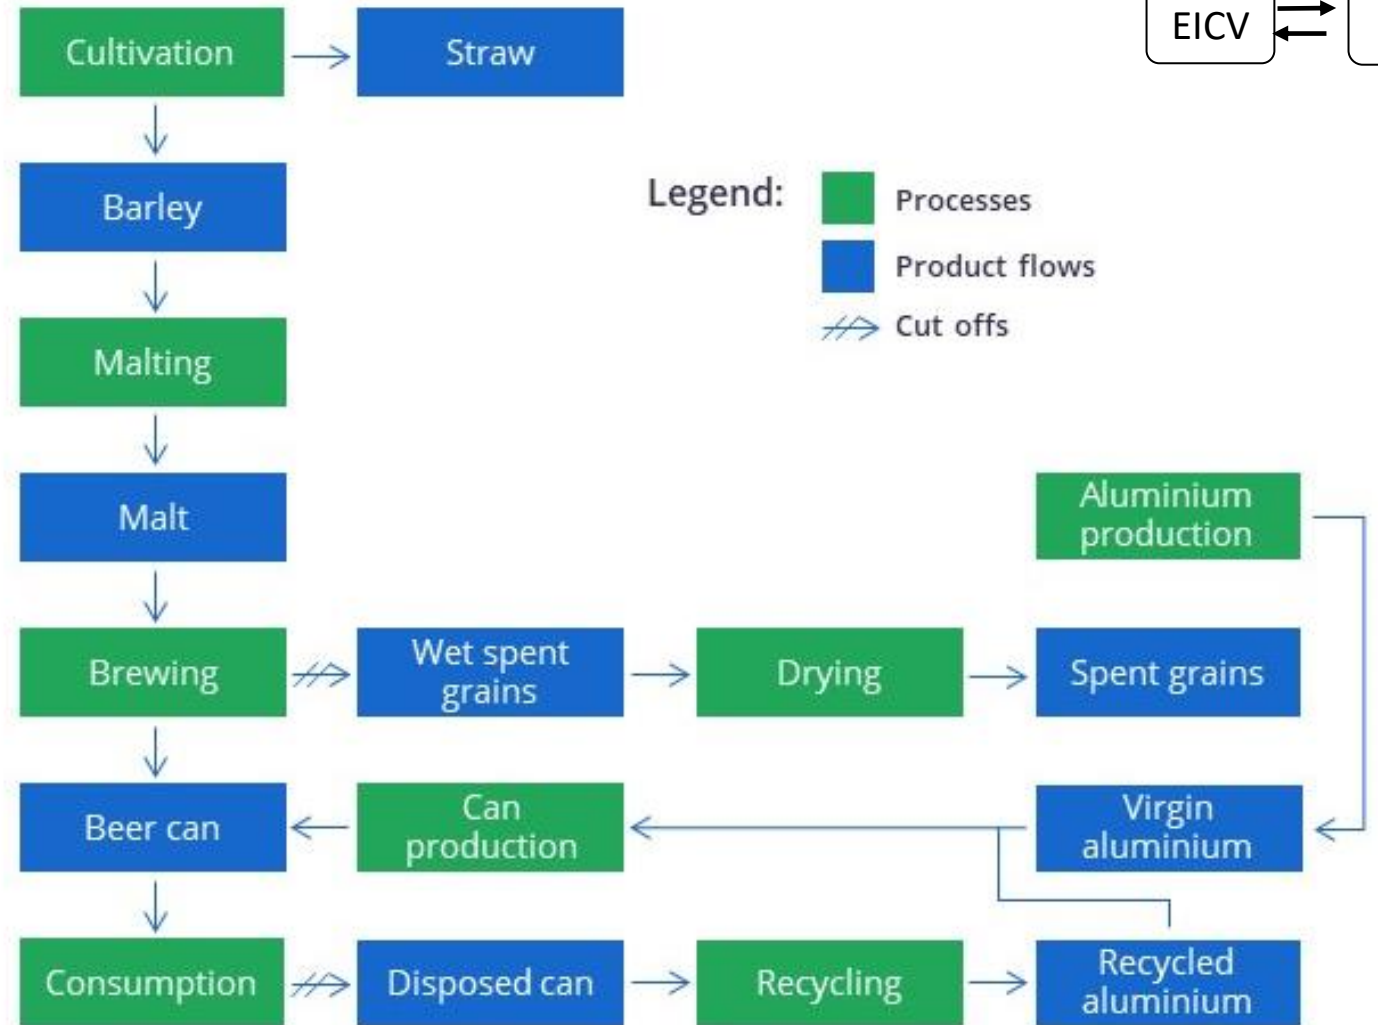 EICV
Cultivation
Straw
Barley
Legend:
Processes
Product flows
Cut offs
Malting
Malt
Aluminium
production
Brewing
Wet spent
grains
Drying
Spent grains
Beer can
Can
production
Virgin
aluminium
Consumption
Disposed can
Recycling
Recycled
aluminium